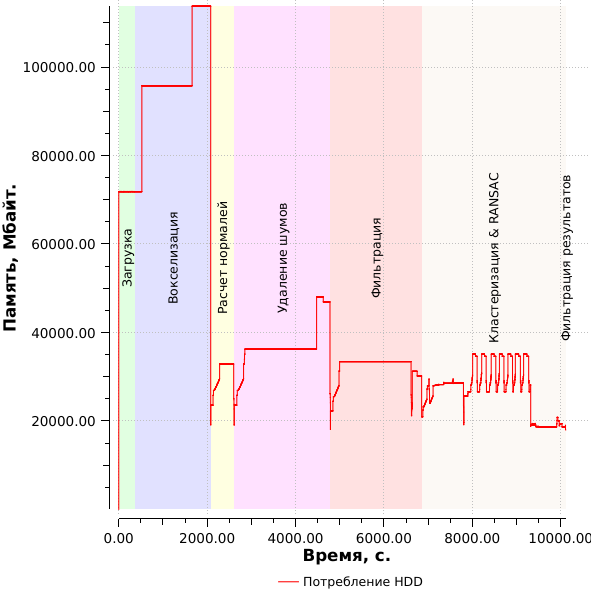 Память, Мбайт.
100000.00
80000.00
60000.00
40000.00
20000.00
Загрузка
Вокселизация
Расчет нормалей
Удаление шумов
Фильтрация
Кластеризация & RANSAC
Фильтрация результатов
0.00 2000.00 4000.00 6000.00 8000.00 10000.00
Время, с.
Потребление HDD